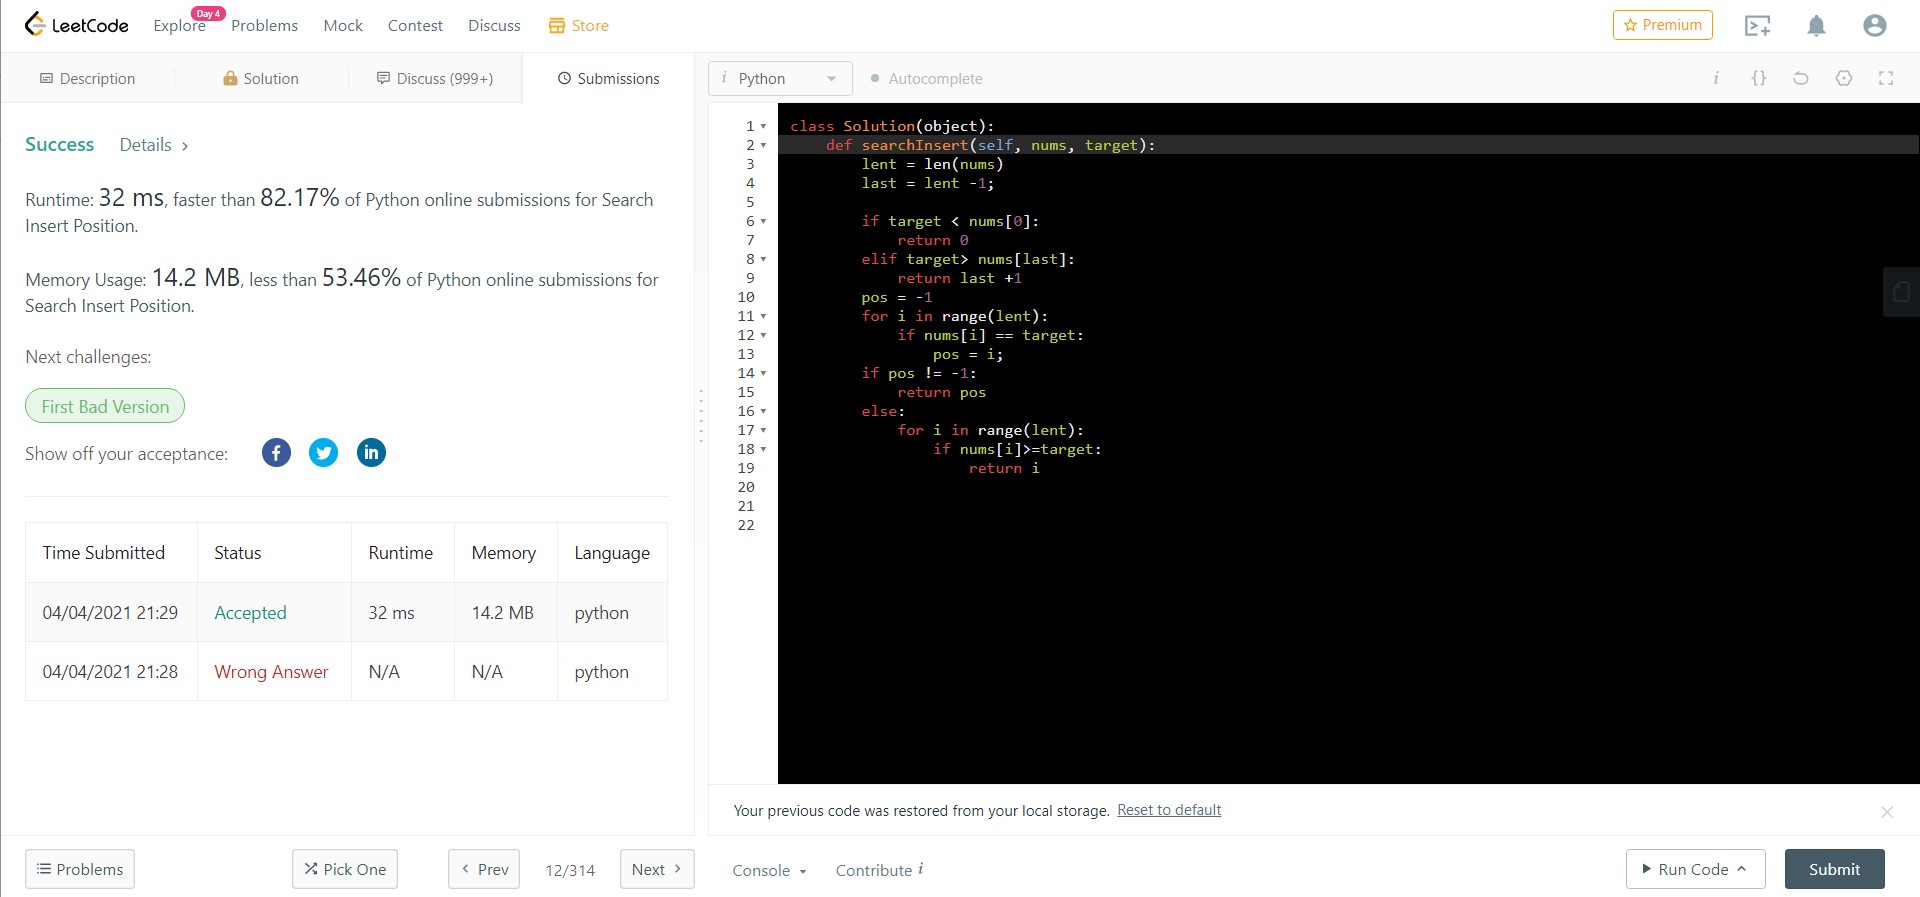 LeetCode
Explore
Day 4
Problems
Mock
Contest
Discuss
Store
Premium
Description
Solution
Discuss (999+)
Submissions
Success
Details >
Runtime: 32 ms, faster than 82.17% of Python online submissions for Search
Insert Position.
Memory Usage: 14.2 MB, less than 53.46% of Python online submissions for
Search Insert Position.
Next challenges:
First Bad Version
Show off your acceptance:
f
in
Time Submitted Status Runtime Memory Language
04/04/2021 21:29 Accepted 32 ms 14.2 MB python
04/04/2021 21:28 Wrong Answer N/A N/A python
Problems
Pick One
< Prev
12/314
Next >
i Python
Autocomplete
i {}
1 class Solution(object):
2     def searchInsert(self, nums, target):
3         lent = len(nums)
4         last = lent -1;
5
6         if target < nums[0]:
7             return 0
8         elif target> nums[last]:
9             return last +1
10         pos = -1
11         for i in range(lent):
12             if nums[i] == target:
13                 pos = i;
14         if pos != -1:
15             return pos
16         else:
17             for i in range(lent):
18                 if nums[i]>=target:
19                     return i
20
21
22
Your previous code was restored from your local storage. Reset to default
Console
Contribute i
Run Code
Submit